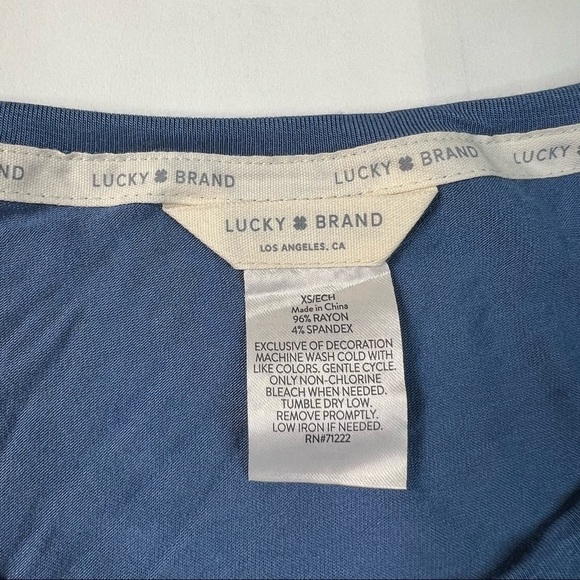 ND
LUCKY BRAND
LUCKY BRAND
LUCKY
LUCKY BRAND
LOS ANGELES, CA
XS/ECH
Made in China
96% RAYON
4% SPANDEX
EXCLUSIVE OF DECORATION
MACHINE WASH COLD WITH
LIKE COLORS. GENTLE CYCLE.
ONLY NON-CHLORINE
BLEACH WHEN NEEDED.
TUMBLE DRY LOW.
REMOVE PROMPTLY.
LOW IRON IF NEEDED.
RN#71222